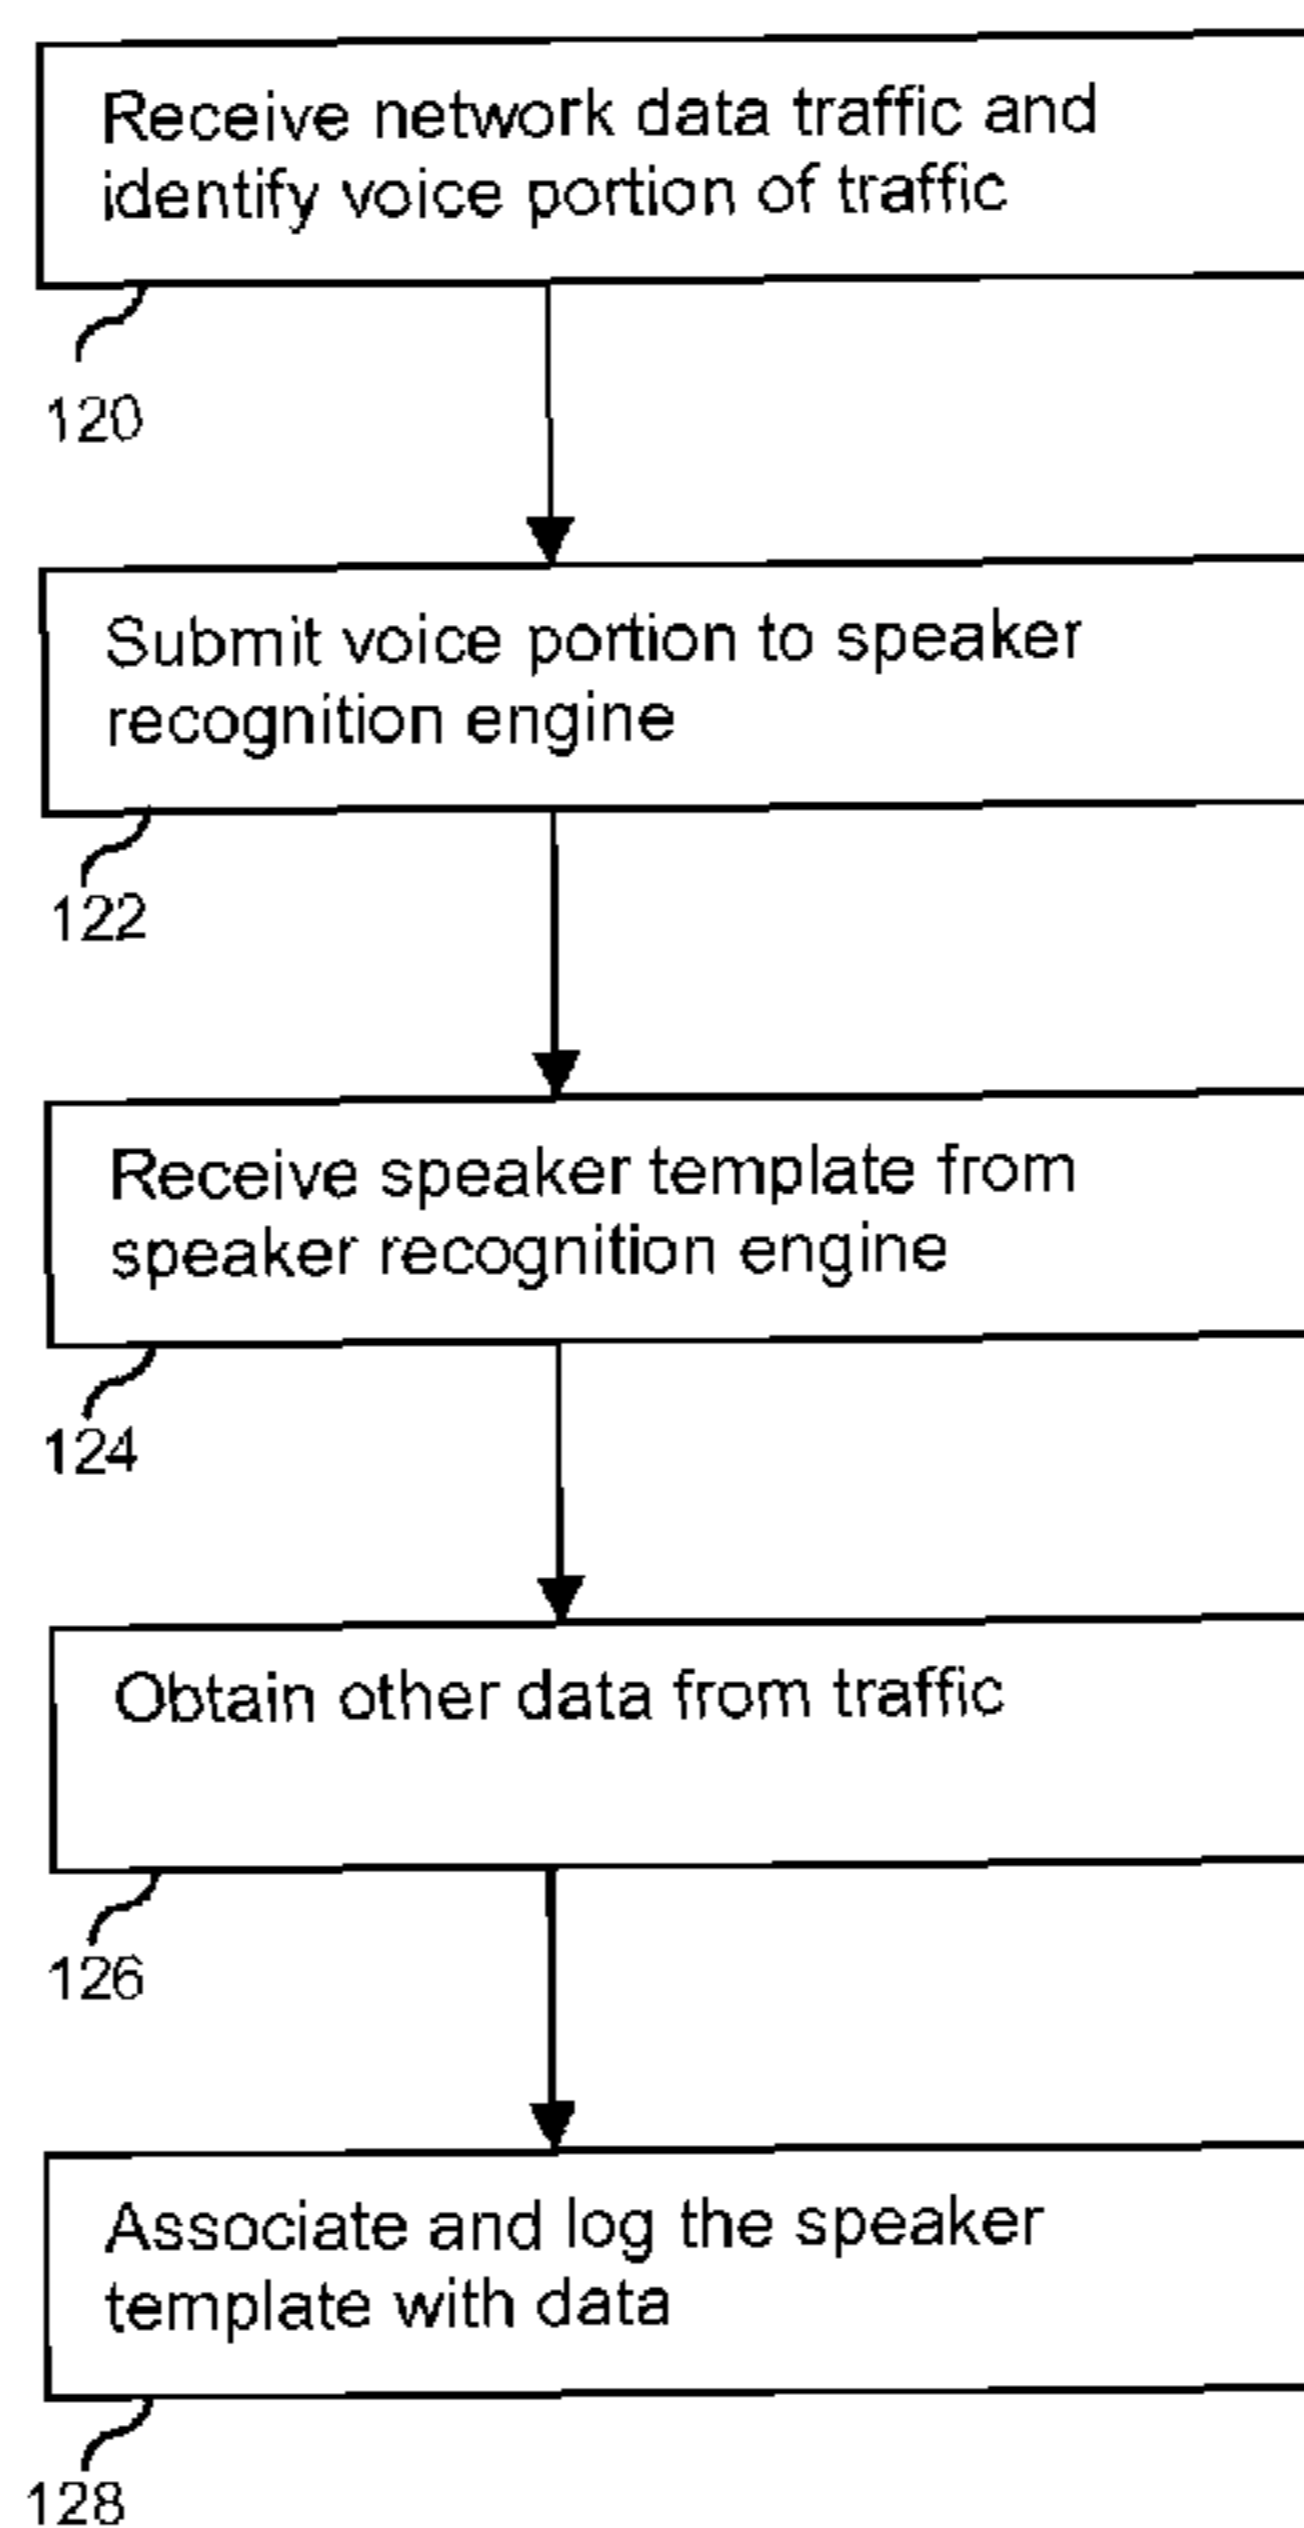 Receive network data traffic and
identify voice portion of traffic
120
Submit voice portion to speaker
recognition engine
122
Receive speaker template from
speaker recognition engine
124
Obtain other data from traffic
126
Associate and log the speaker
template with data
128